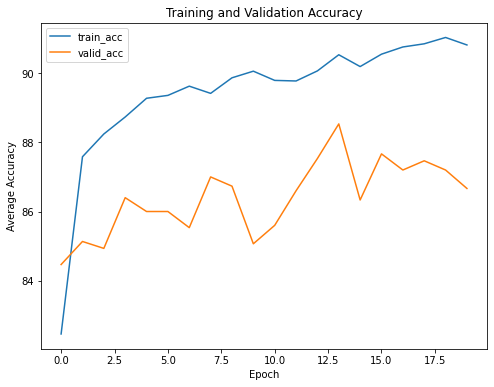 Training and Validation Accuracy
train_acc
valid_acc
Average Accuracy
90
88
86
84
0.0 2.5 5.0 7.5 10.0 12.5 15.0 17.5
Epoch